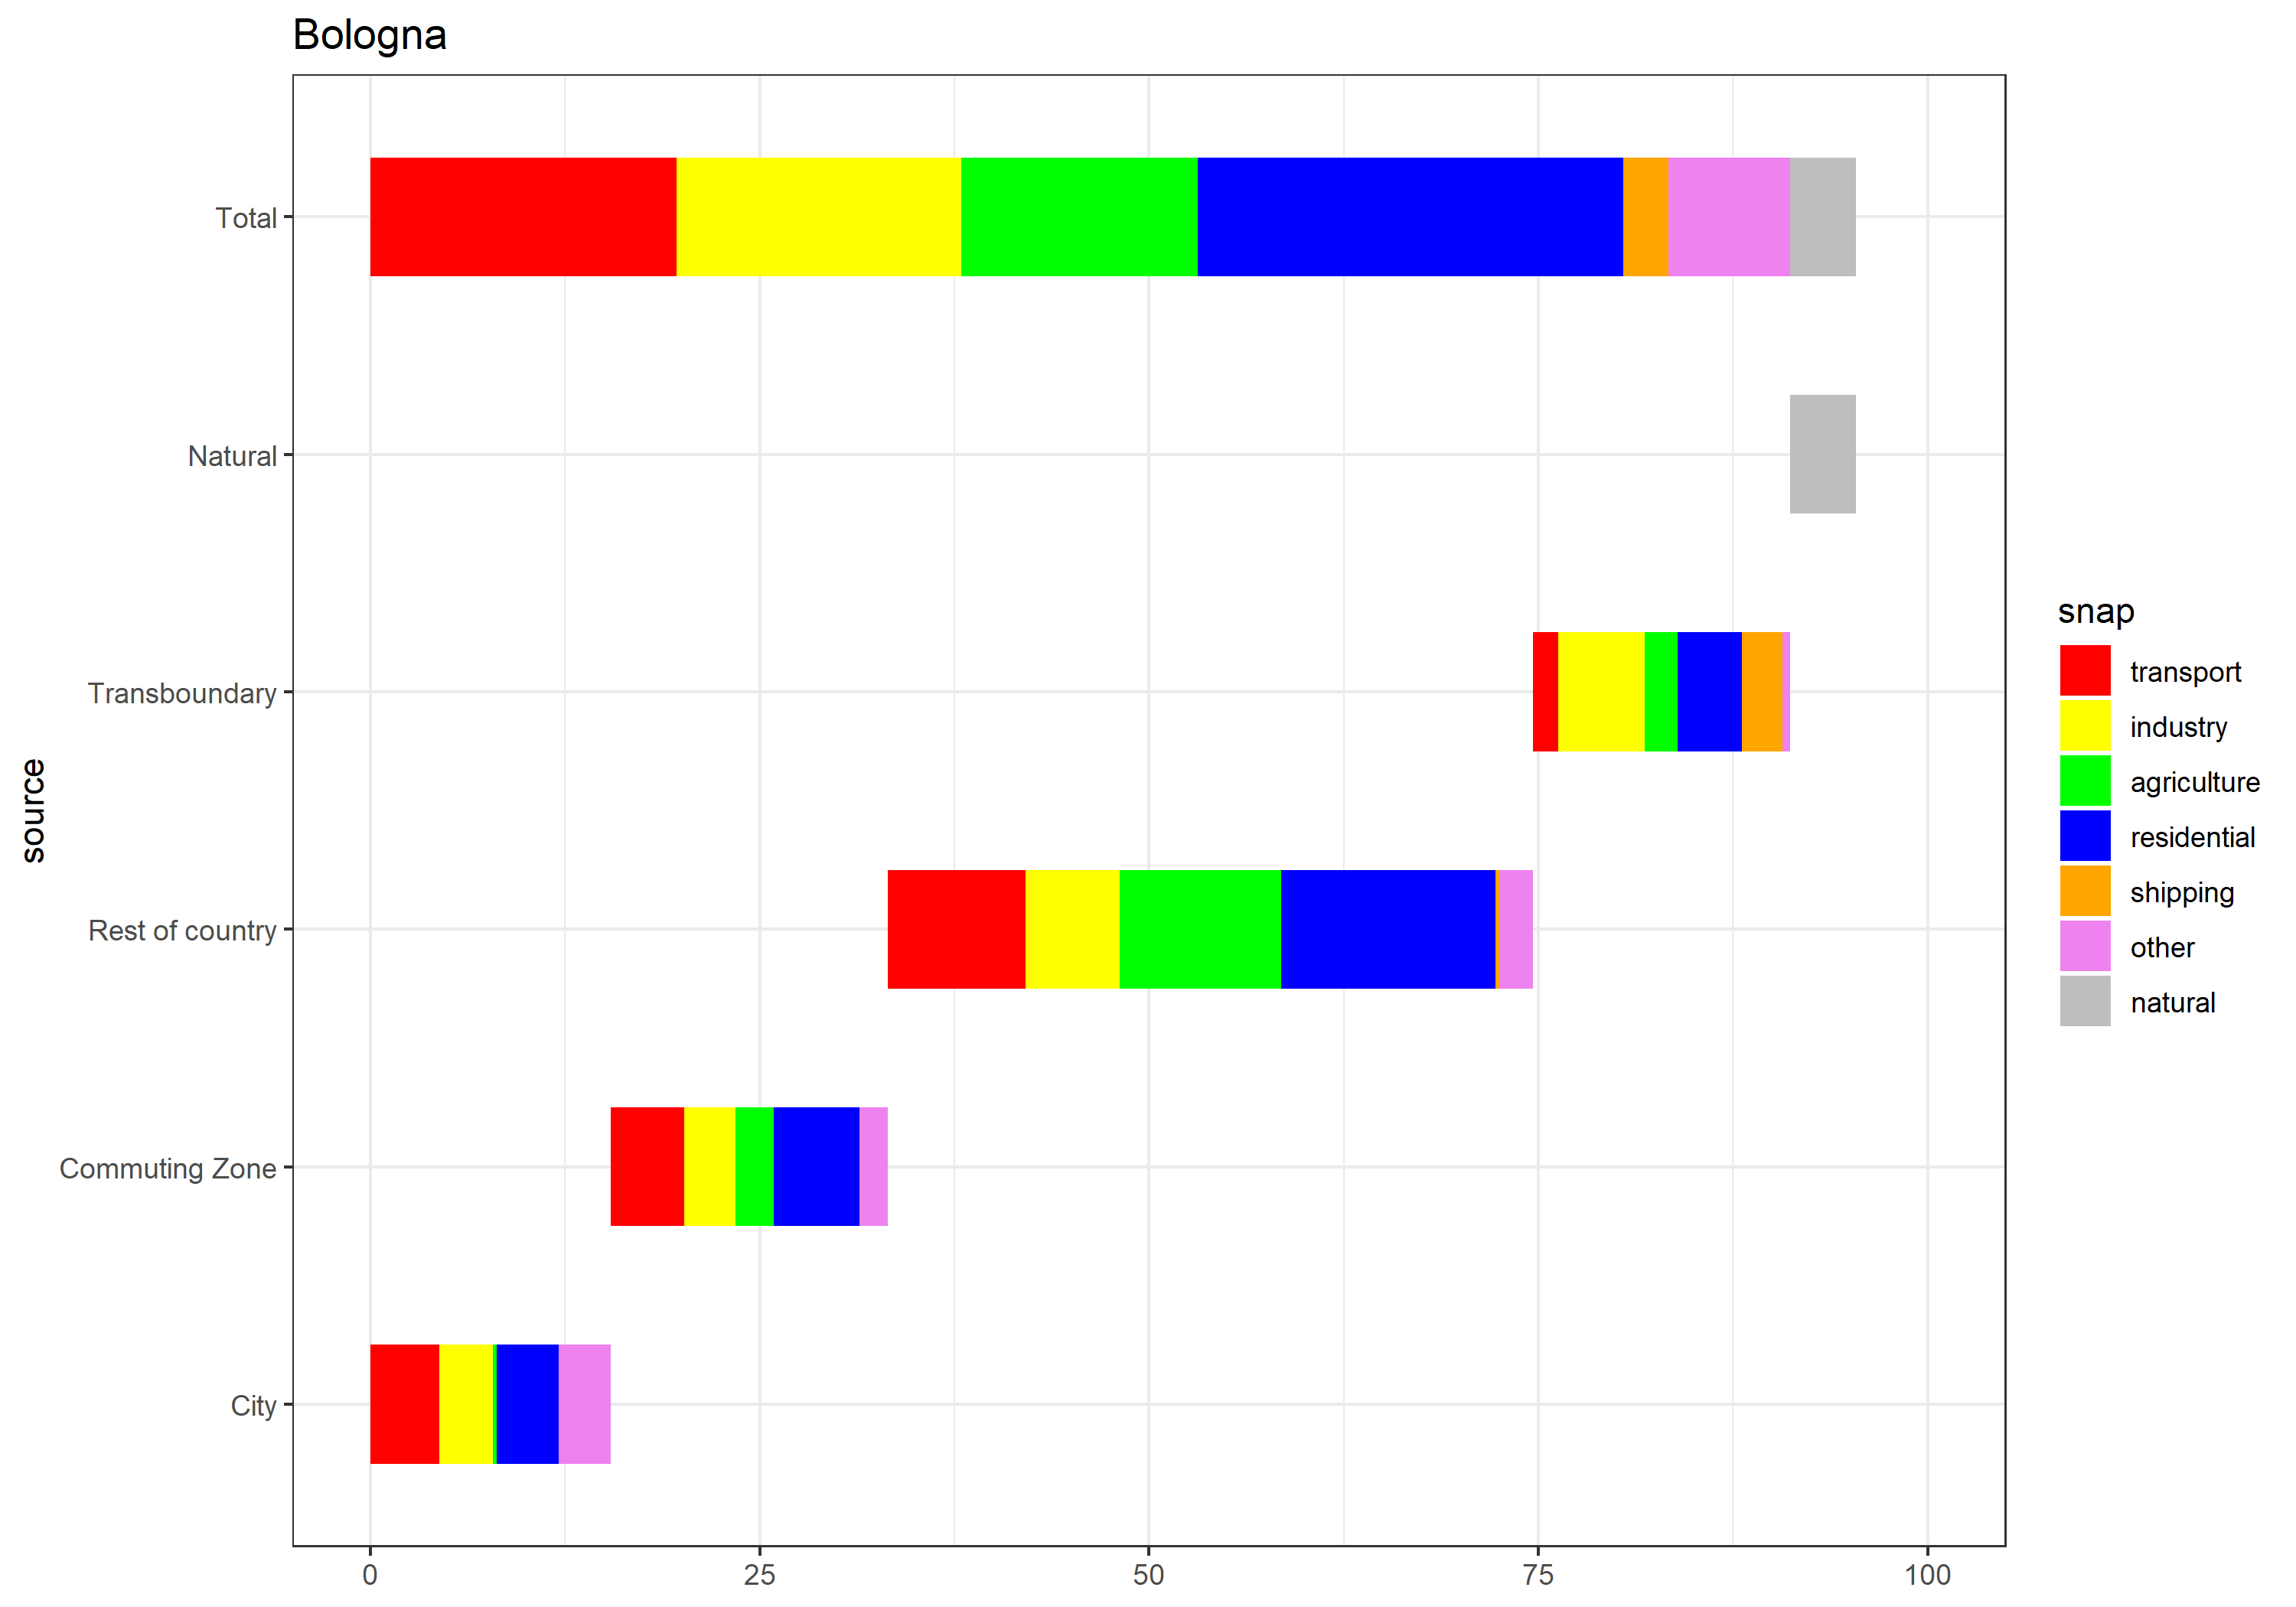 Bologna
Total
Natural
Transboundary
Rest of country
Commuting Zone
City
source
0 25 50 75 100
snap
transport
industry
agriculture
residential
shipping
other
natural